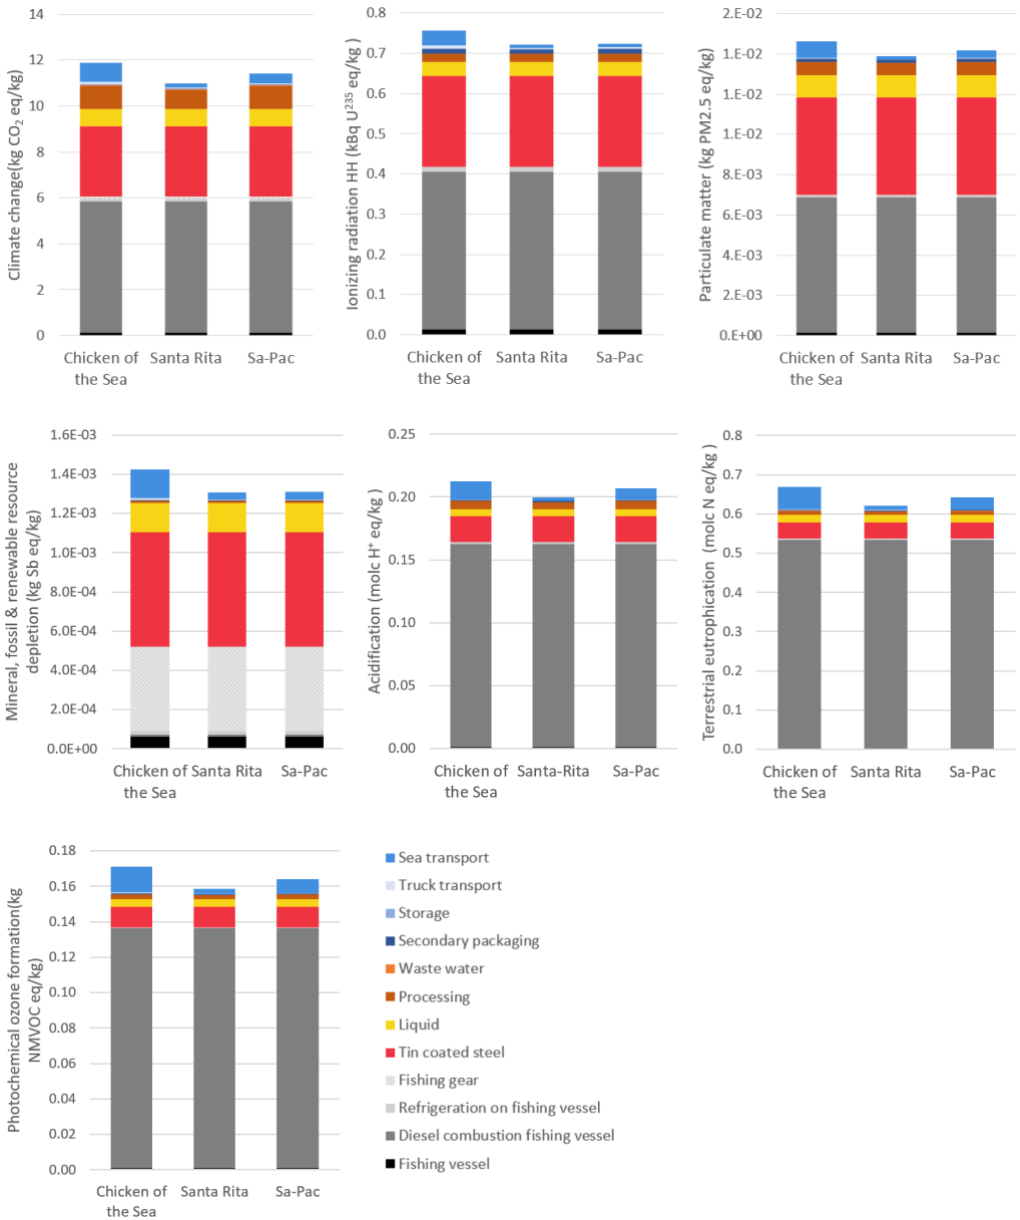 Climate change(kg CO₂ eq/kg)
14
12
10
8
6
4
2
0
Chicken of
the Sea
Santa Rita
Sa-Pac
Ionizing radiation HH (kBq U²³⁵ eq/kg )
0.8
0.7
0.6
0.5
0.4
0.3
0.2
0.1
0.0
Chicken of
the Sea
Santa Rita
Sa-Pac
Particulate matter (kg PM2.5 eq/kg)
2.E-02
1.E-02
1.E-02
1.E-02
8.E-03
6.E-03
4.E-03
2.E-03
0.E+00
Chicken of
the Sea
Santa Rita
Sa-Pac
Mineral, fossil & renewable resource
depletion (kg Sb eq/kg)
1.6E-03
1.4E-03
1.2E-03
1.0E-03
8.0E-04
6.0E-04
4.0E-04
2.0E-04
0.0E+00
Chicken of
the Sea
Santa Rita
Sa-Pac
Acidification (molc H⁺ eq/kg )
0.25
0.20
0.15
0.10
0.05
0.00
Chicken of
the Sea
Santa-Rita
Sa-Pac
Terrestrial eutrophication (molc N eq/kg)
0.8
0.7
0.6
0.5
0.4
0.3
0.2
0.1
0.0
Chicken of
the Sea
Santa Rita
Sa-Pac
Photochemical ozone formation(kg
NMVOC eq/kg)
0.18
0.16
0.14
0.12
0.10
0.08
0.06
0.04
0.02
0.00
Chicken of
the Sea
Santa Rita
Sa-Pac
Sea transport
Truck transport
Storage
Secondary packaging
Waste water
Processing
Liquid
Tin coated steel
Fishing gear
Refrigeration on fishing vessel
Diesel combustion fishing vessel
Fishing vessel